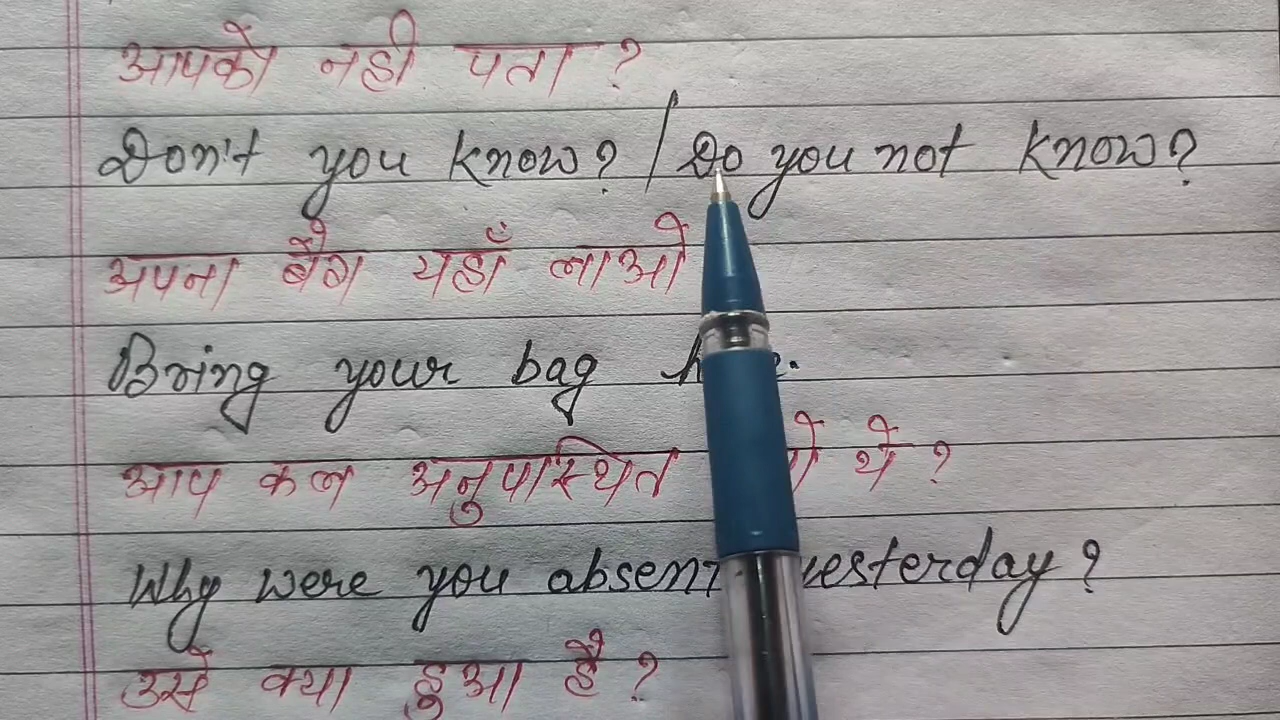 आपको नही पता ?
Don't you know? / Do you not know?
अपना बैग यहाँ लाओ
Bring your bag
आप कल अनुपस्थित थे ?
Why were you absent yesterday?
उसे क्या हुआ है ?